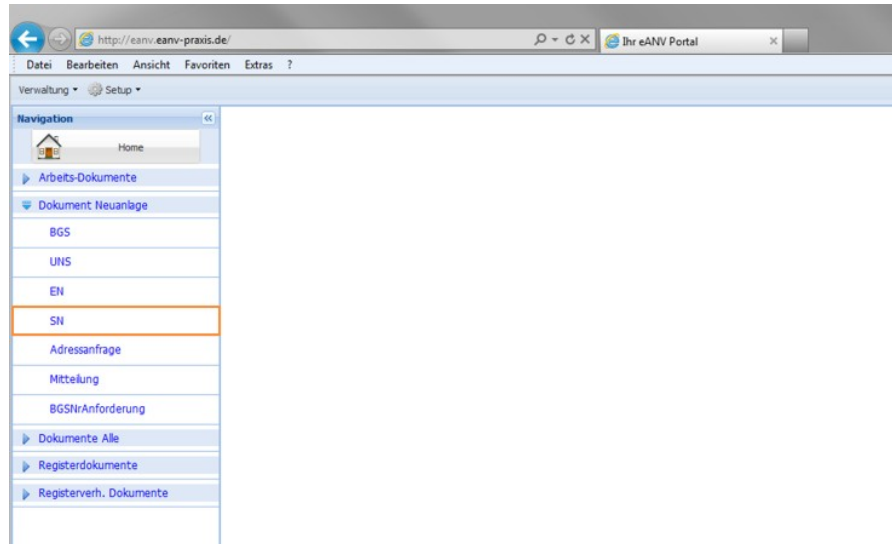 http://eanv.eanv-praxis.de/
Ihr eANV Portal
Datei Bearbeiten Ansicht Favoriten Extras ?
Verwaltung Setup
Navigation
Home
Arbeits-Dokumente
Dokument Neuanlage
BGS
UNS
EN
SN
Adressanfrage
Mitteilung
BGSNrAnforderung
Dokumente Alle
Registerdokumente
Registerverh. Dokumente